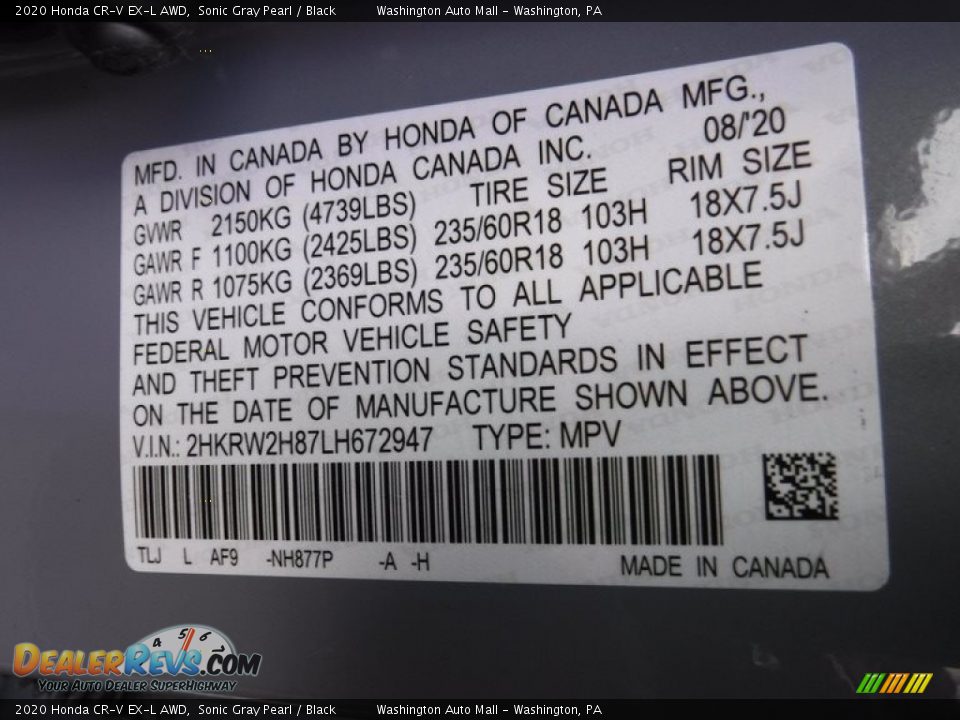 2020 Honda CR-V EX-L AWD, Sonic Gray Pearl / Black Washington Auto Mall - Washington, PA
MFD. IN CANADA BY HONDA OF CANADA MFG.,
A DIVISION OF HONDA CANADA INC. 08/'20
GVWR 2150KG (4739LBS) TIRE SIZE RIM SIZE
GAWR F 1100KG (2425LBS) 235/60R18 103H 18X7.5J
GAWR R 1075KG (2369LBS) 235/60R18 103H 18X7.5J
THIS VEHICLE CONFORMS TO ALL APPLICABLE
FEDERAL MOTOR VEHICLE SAFETY
AND THEFT PREVENTION STANDARDS IN EFFECT
ON THE DATE OF MANUFACTURE SHOWN ABOVE.
V.I.N.: 2HKRW2H87LH672947 TYPE: MPV
TLJ L AF9 -NH877P -A -H MADE IN CANADA
4 5 6 7
DEALERREVS.COM
YOUR AUTO DEALER SUPERHIGHWAY
2020 Honda CR-V EX-L AWD, Sonic Gray Pearl / Black Washington Auto Mall - Washington, PA